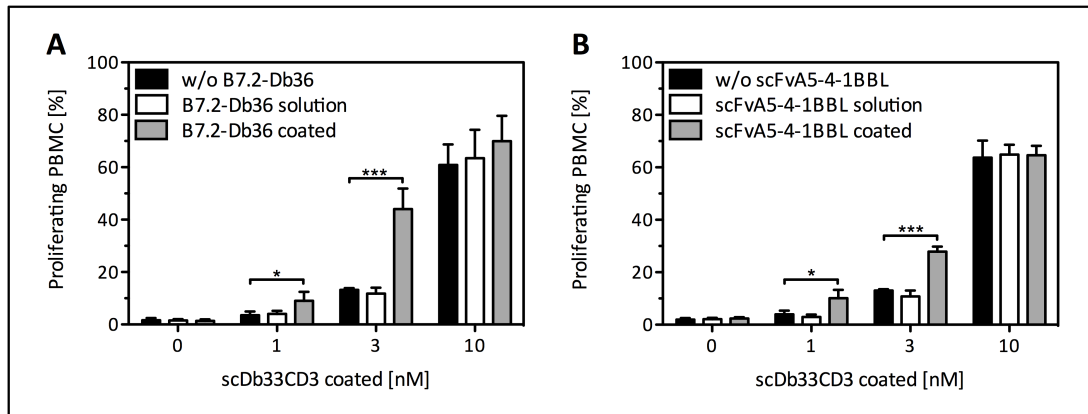 A
Proliferating PBMC [%]
100
80
60
40
20
0
w/o B7.2-Db36
B7.2-Db36 solution
B7.2-Db36 coated
*
***
0 1 3 10
scDb33CD3 coated [nM]
B
Proliferating PBMC [%]
100
80
60
40
20
0
w/o scFvA5-4-1BBL
scFvA5-4-1BBL solution
scFvA5-4-1BBL coated
*
***
0 1 3 10
scDb33CD3 coated [nM]